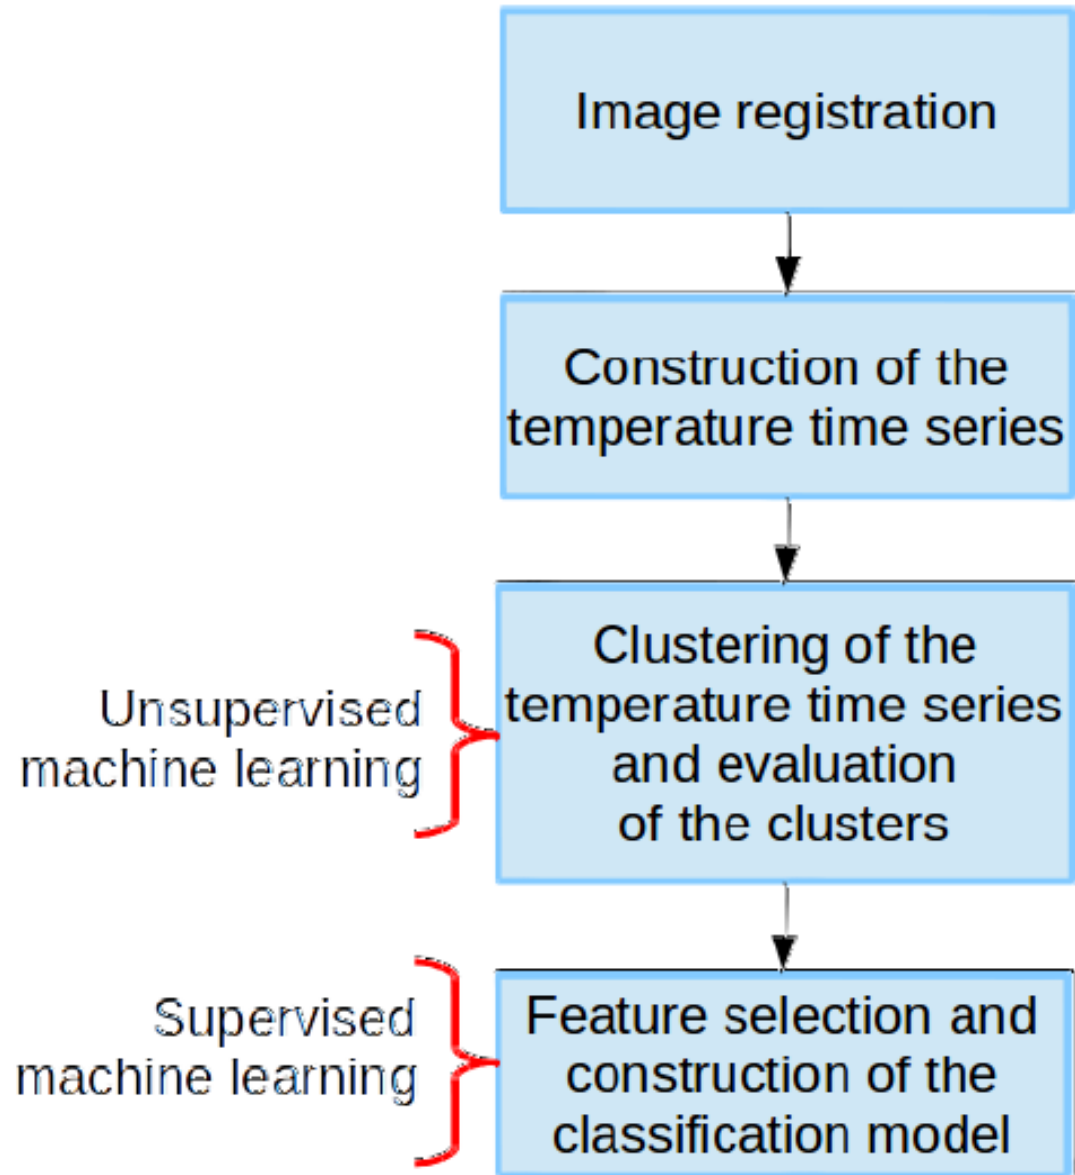 Image registration
Construction of the
temperature time series
Unsupervised
machine learning
Clustering of the
temperature time series
and evaluation
of the clusters
Supervised
machine learning
Feature selection and
construction of the
classification model